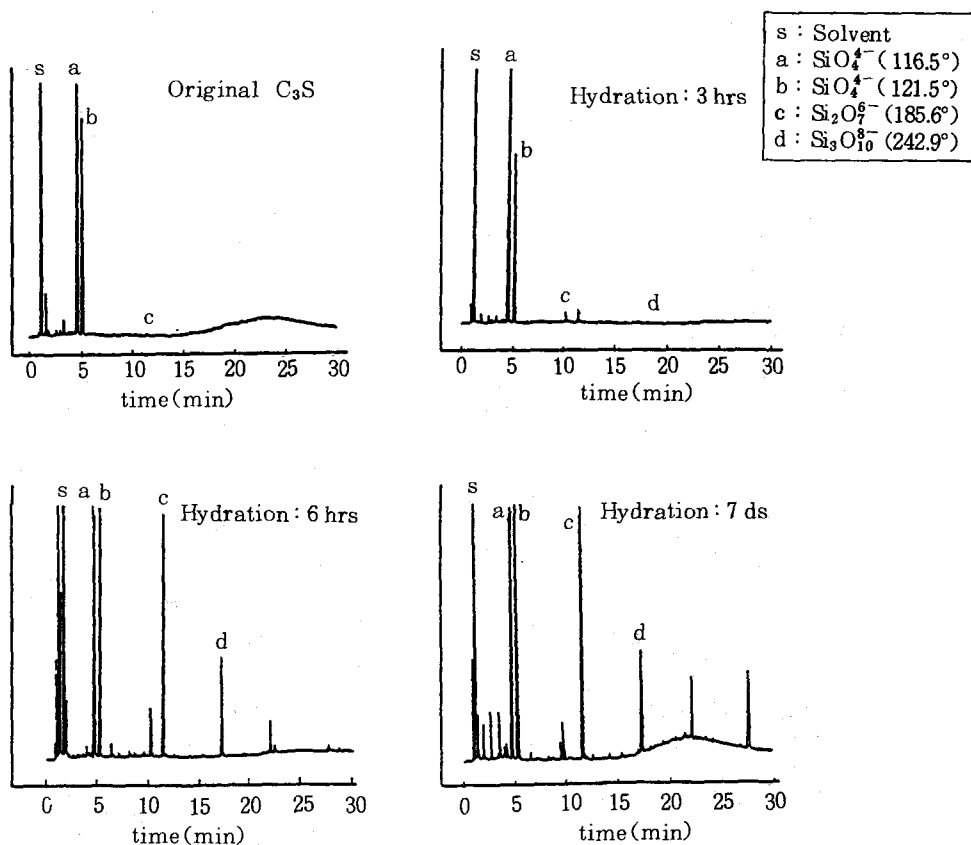 s : Solvent
a : SiO₄⁴⁻ (116.5°)
b : SiO₄⁴⁻ (121.5°)
c : Si₂O₇⁶⁻ (185.6°)
d : Si₃O₁₀⁸⁻ (242.9°)
Original C₃S
s a
b
c
0 5 10 15 20 25 30
time(min)
Hydration : 3 hrs
s a
b
c d
0 5 10 15 20 25 30
time(min)
Hydration : 6 hrs
s a b c
d
0 5 10 15 20 25 30
time(min)
Hydration : 7 ds
s
a b c
d
0 5 10 15 20 25 30
time(min)